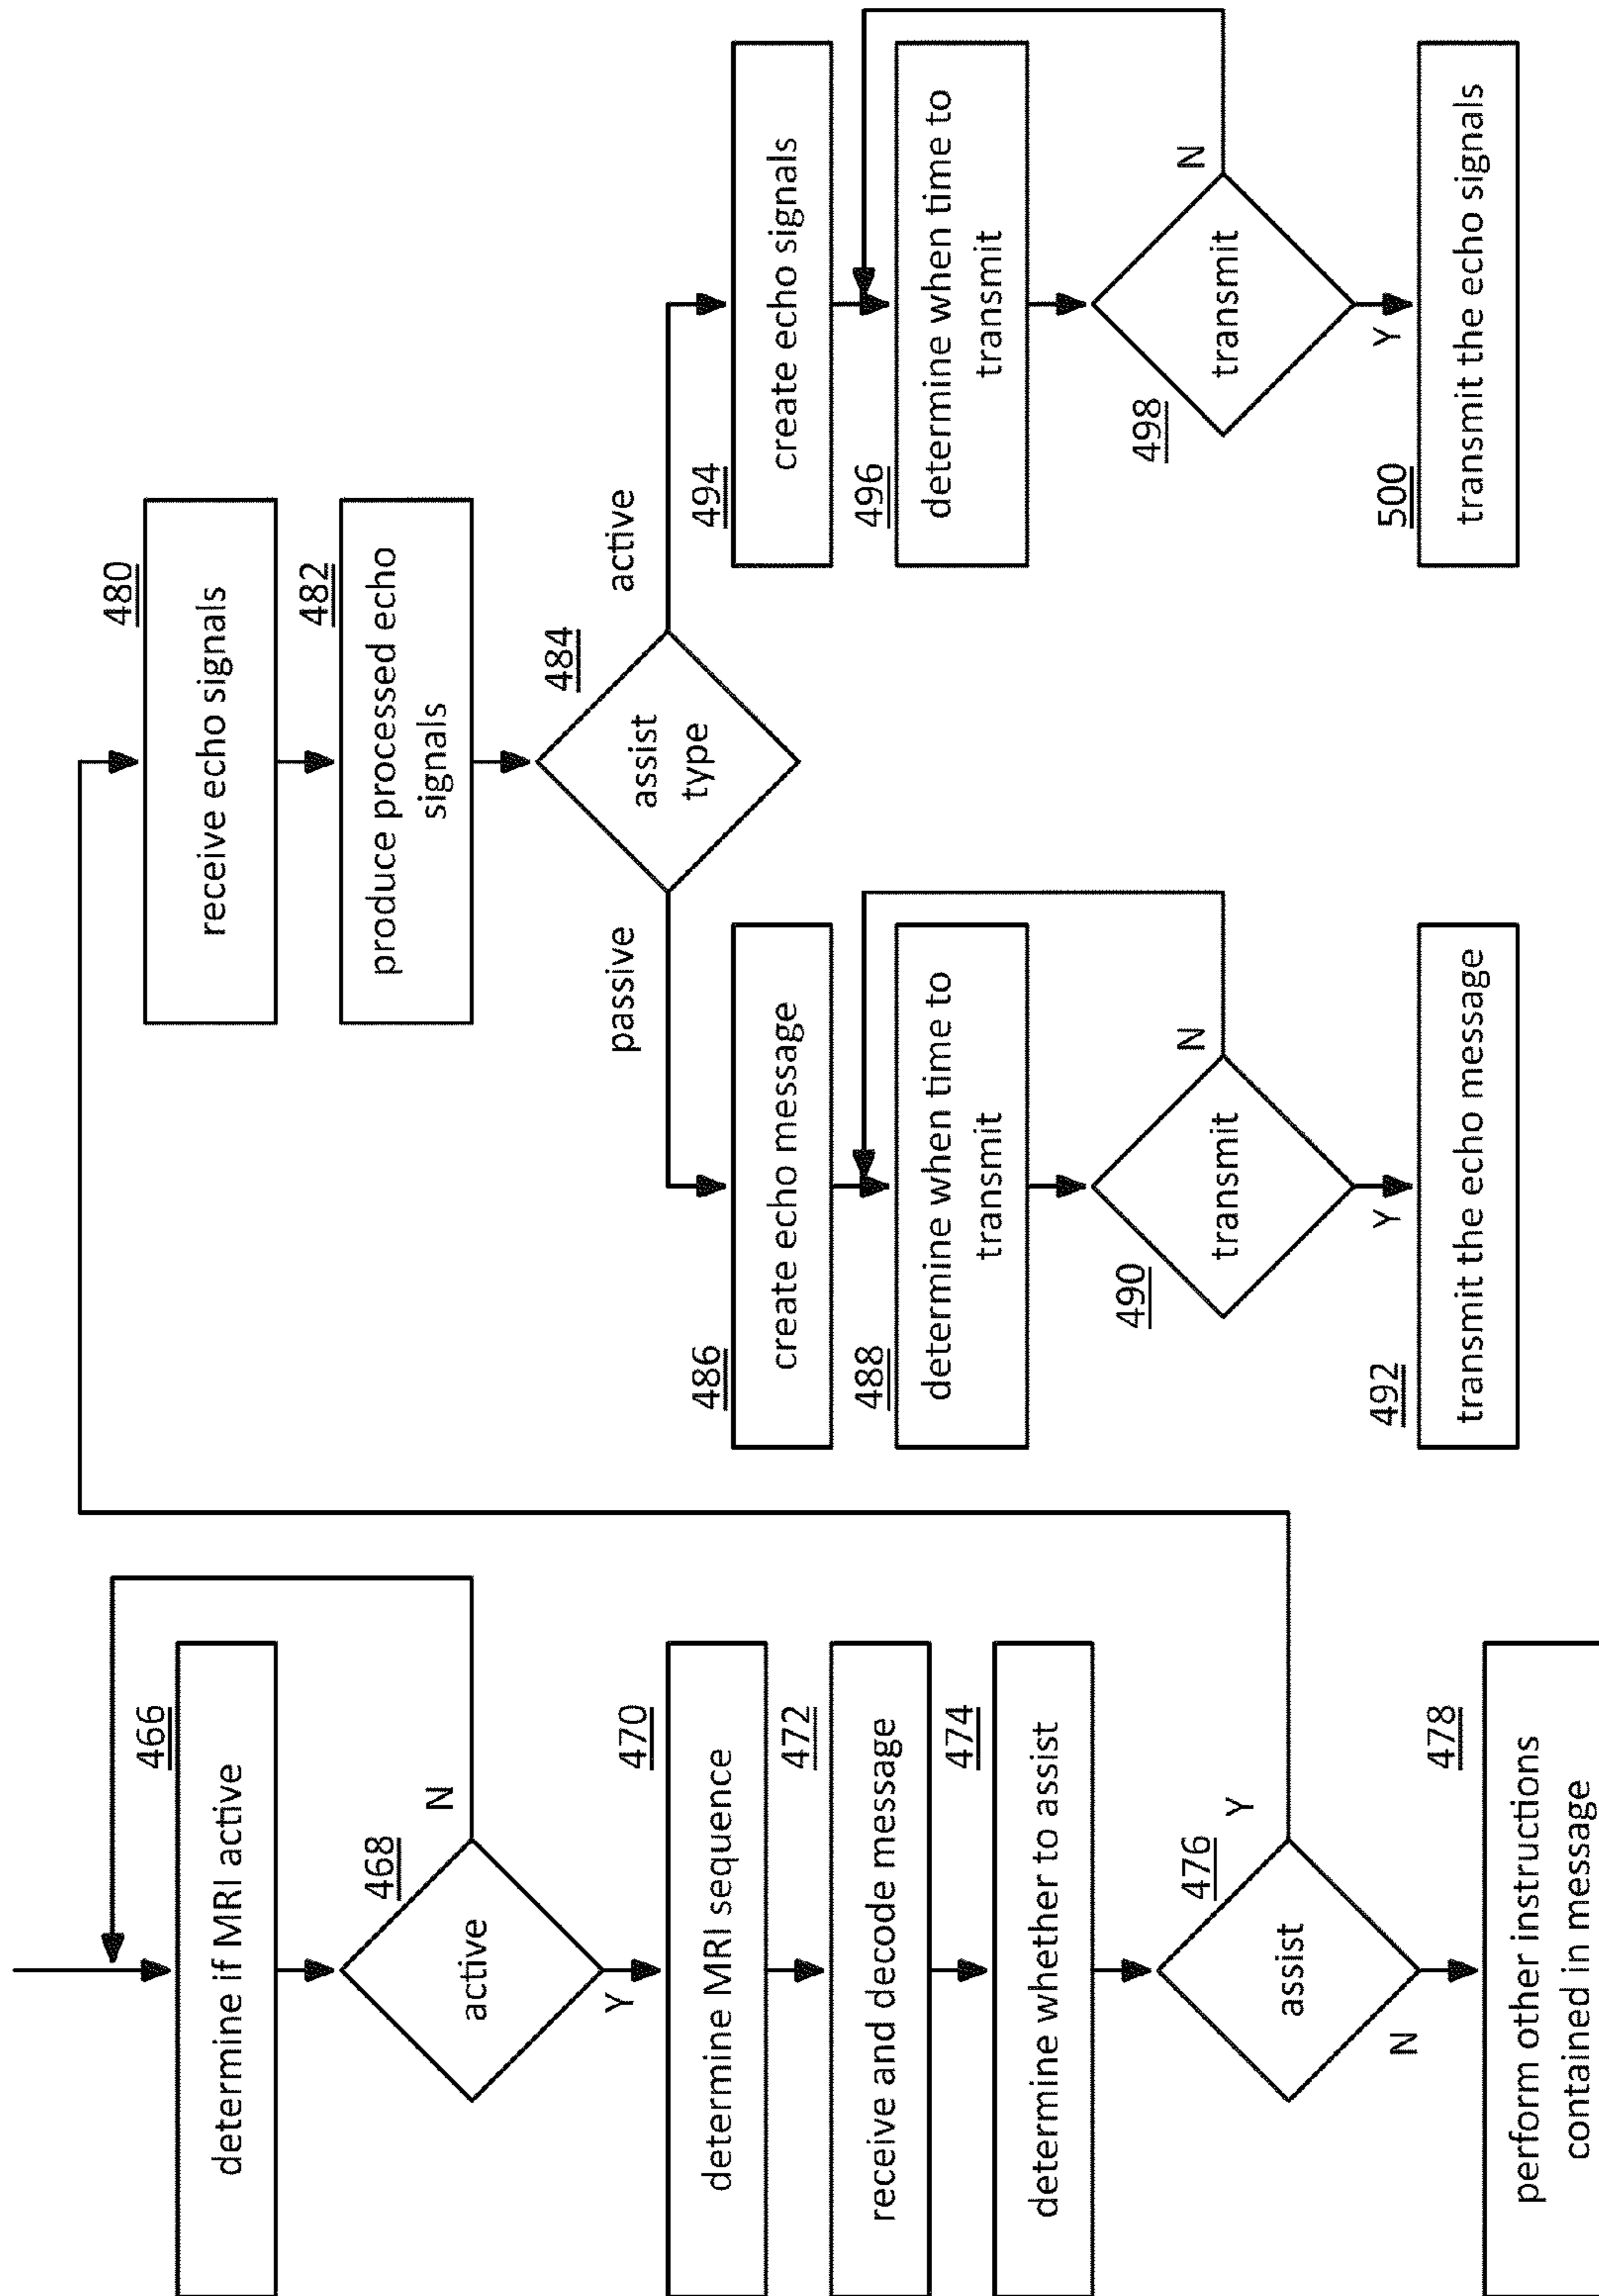 466
determine if MRI active
468
active
N
Y
470
determine MRI sequence
472
receive and decode message
474
determine whether to assist
476
assist
Y
N
478
perform other instructions
contained in message
480
receive echo signals
482
produce processed echo
signals
484
assist
type
passive
active
486
create echo message
488
determine when time to
transmit
490
transmit
N
Y
492
transmit the echo message
494
create echo signals
496
determine when time to
transmit
498
transmit
N
Y
500
transmit the echo signals